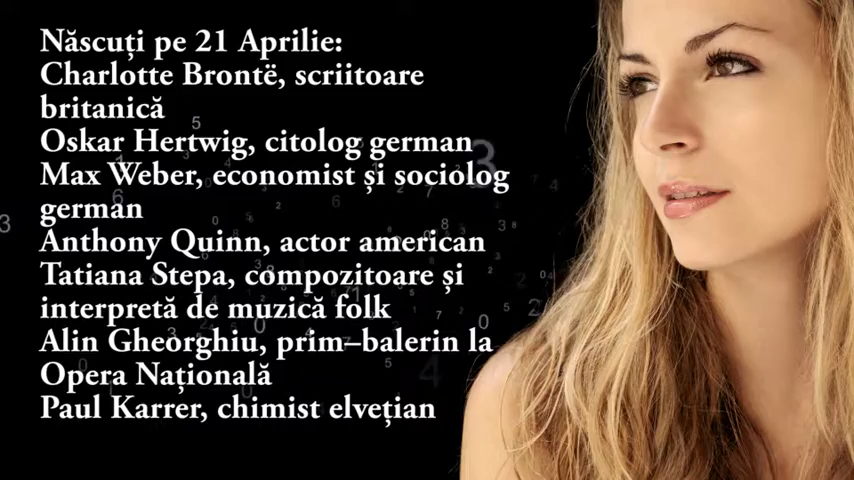 Născuți pe 21 Aprilie:
Charlotte Brontë, scriitoare
britanică
Oskar Hertwig, citolog german
Max Weber, economist și sociolog
german
Anthony Quinn, actor american
Tatiana Stepa, compozitoare și
interpretă de muzică folk
Alin Gheorghiu, prim–balerin la
Opera Națională
Paul Karrer, chimist elvețian